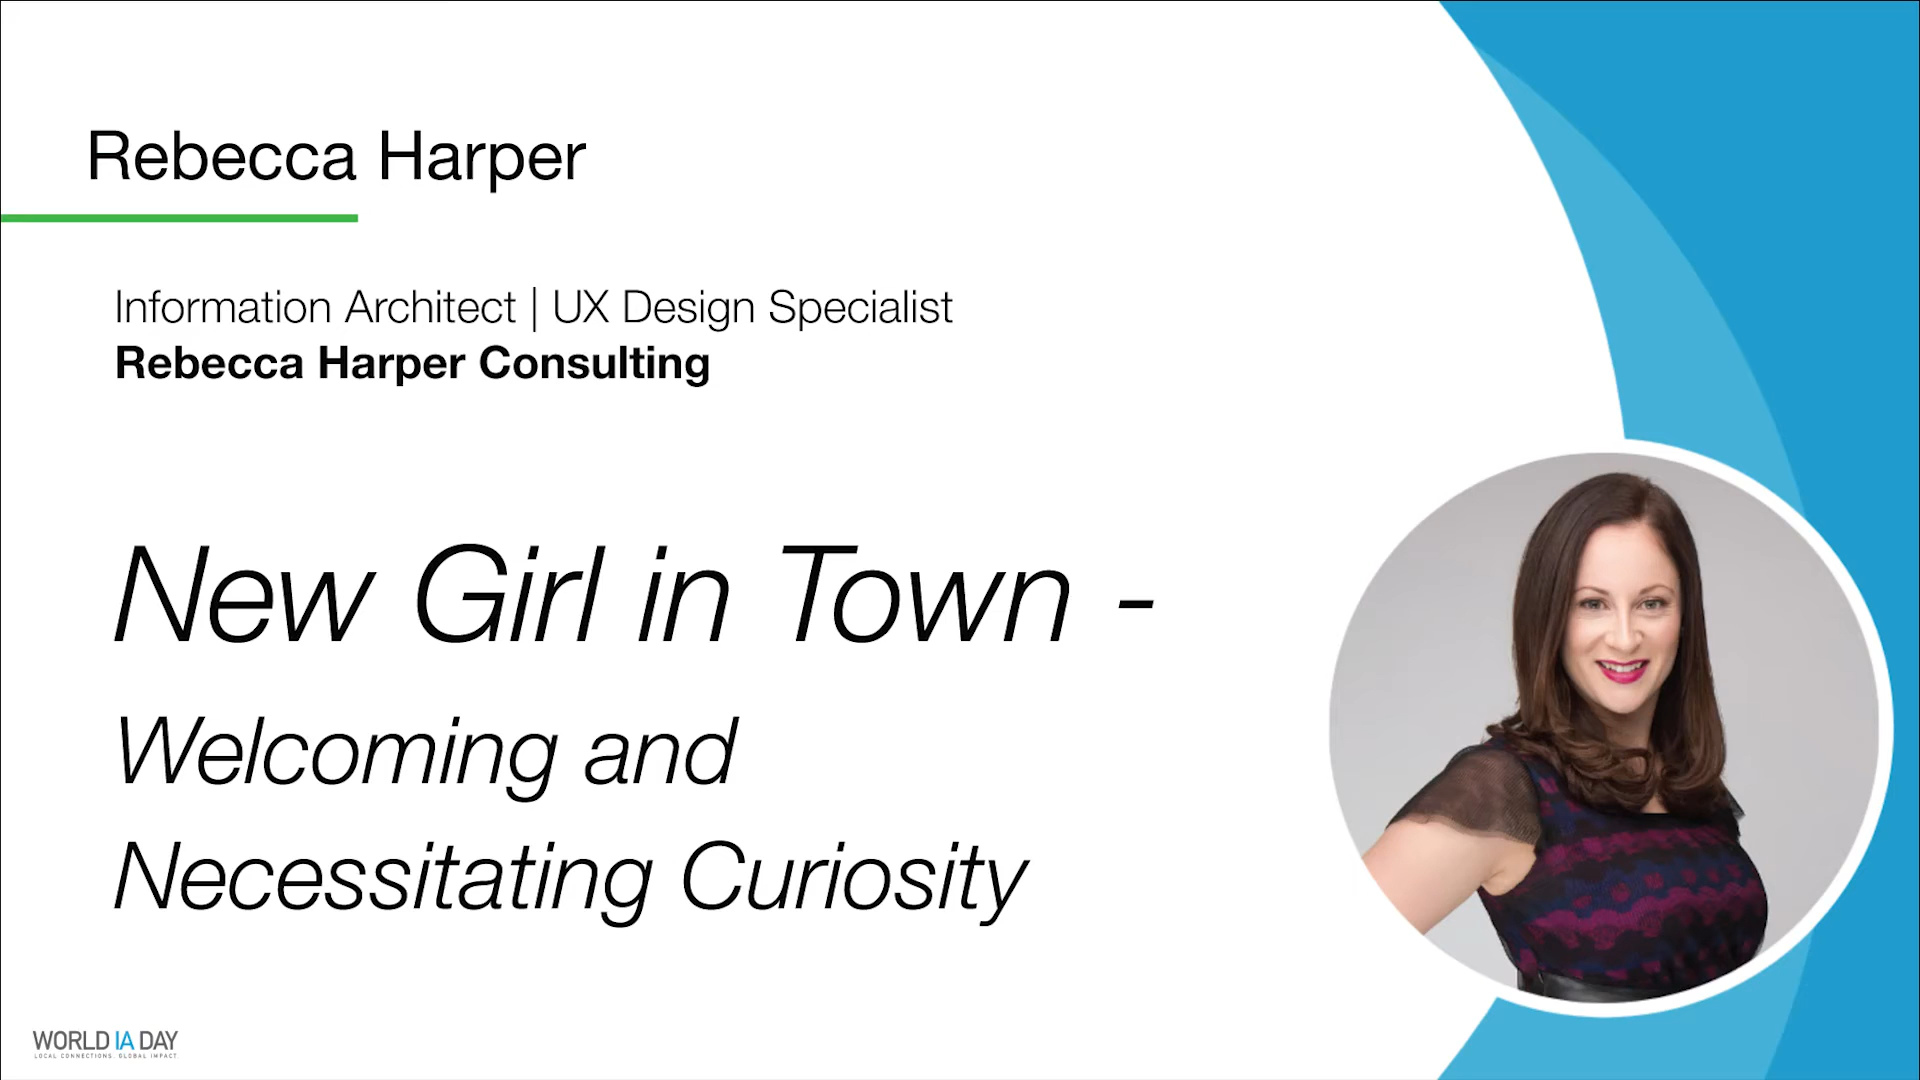 Rebecca Harper
Information Architect | UX Design Specialist
Rebecca Harper Consulting
New Girl in Town -
Welcoming and
Necessitating Curiosity
WORLD IA DAY
LOCAL CONNECTIONS. GLOBAL IMPACT.